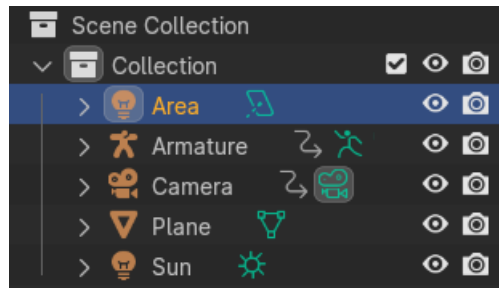 Scene Collection
Collection
Area
Armature
Camera
Plane
Sun